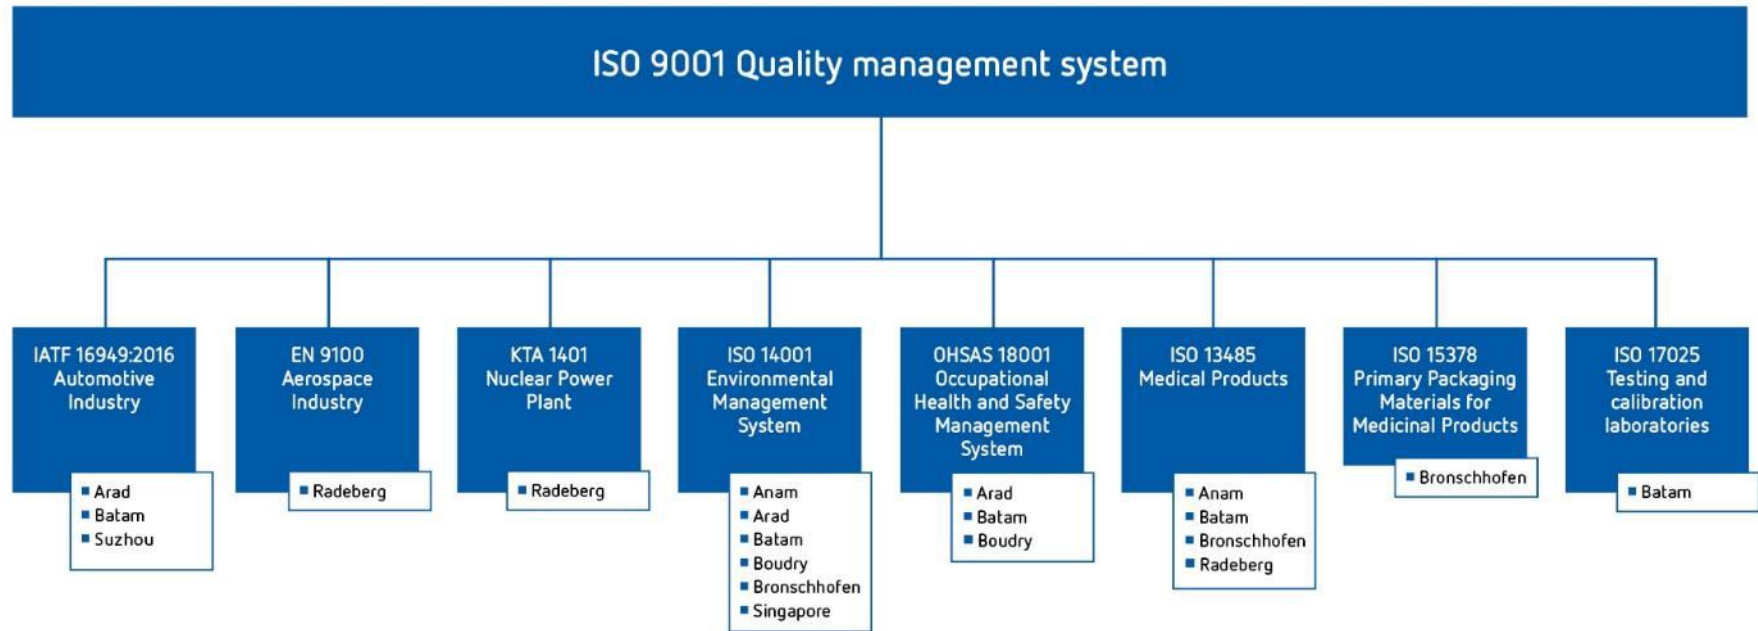 ISO 9001 Quality management system
IATF 16949:2016
Automotive
Industry
Arad
Batam
Suzhou
EN 9100
Aerospace
Industry
Radeberg
KTA 1401
Nuclear Power
Plant
Radeberg
ISO 14001
Environmental
Management
System
Anam
Arad
Batam
Boudry
Bronschhofen
Singapore
OHSAS 18001
Occupational
Health and Safety
Management
System
Arad
Batam
Boudry
ISO 13485
Medical Products
Anam
Batam
Bronschhofen
Radeberg
ISO 15378
Primary Packaging
Materials for
Medicinal Products
Bronschhofen
ISO 17025
Testing and
calibration
laboratories
Batam